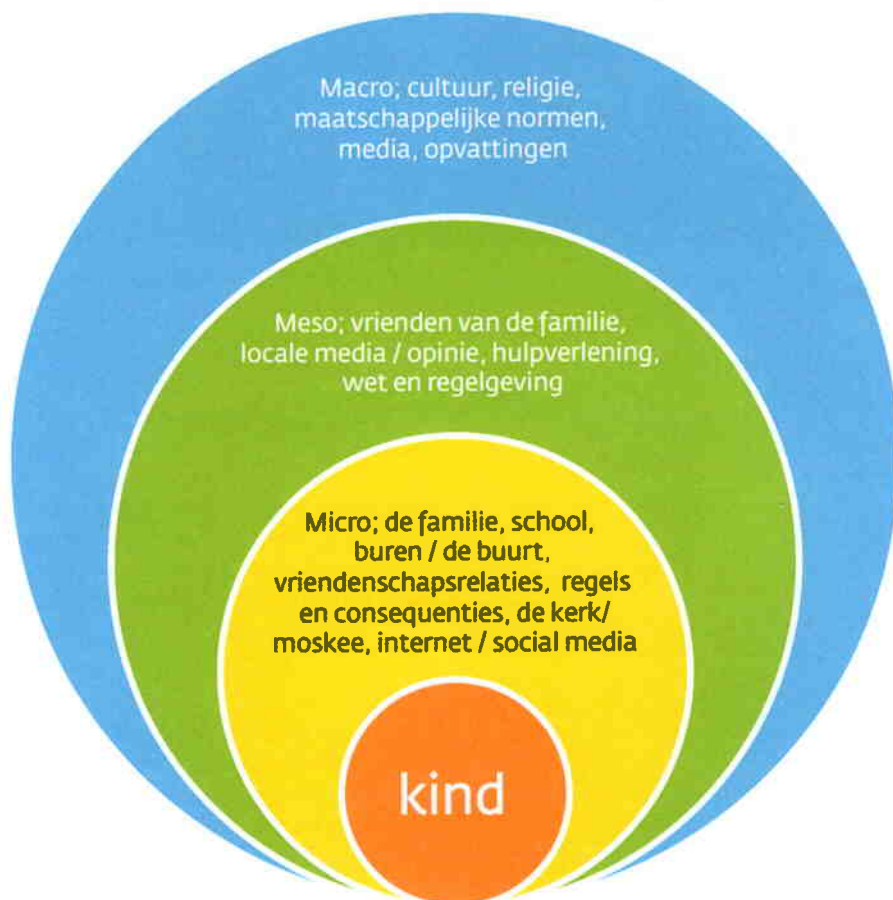 Macro; cultuur, religie,
maatschappelijke normen,
media, opvattingen
Meso; vrienden van de familie,
locale media / opinie, hulpverlening,
wet en regelgeving
Micro; de familie, school,
buren / de buurt,
vriendenschapsrelaties, regels
en consequenties, de kerk/
moskee, internet / social media
kind